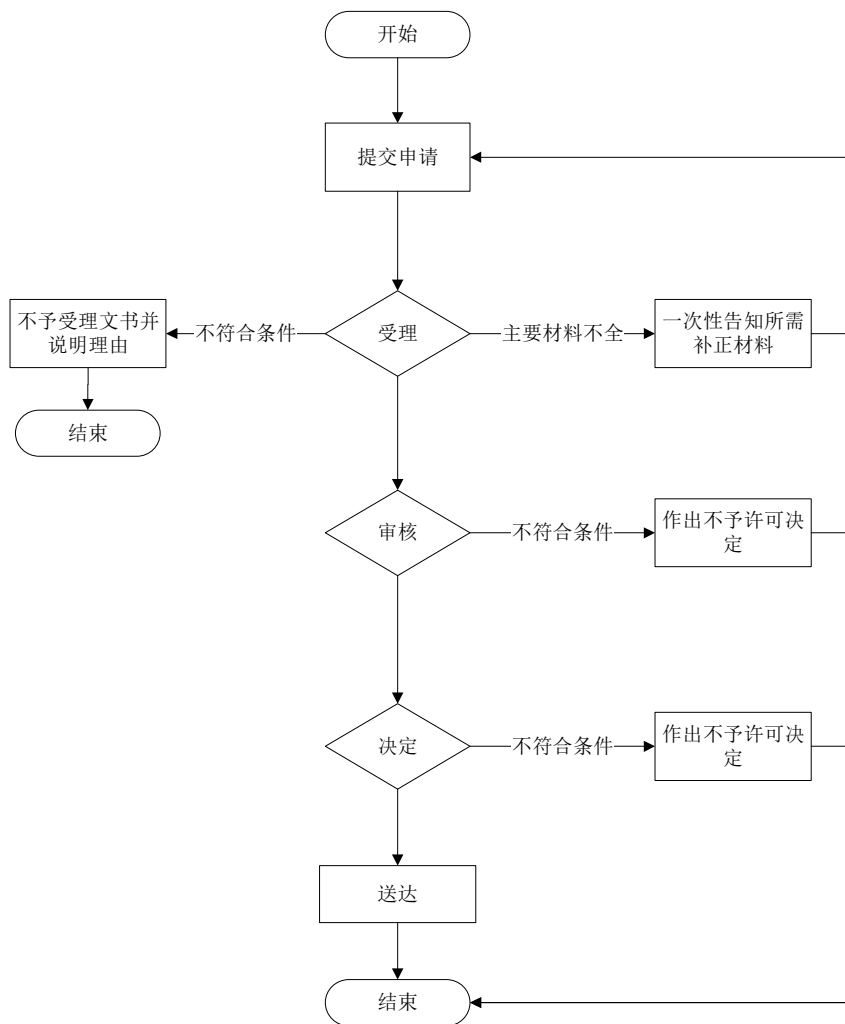 开始
提交申请
不予受理文书并
说明理由
不符合条件
受理
主要材料不全
一次性告知所需
补正材料
结束
审核
不符合条件
作出不予许可决
定
决定
不符合条件
作出不予许可决
定
送达
结束